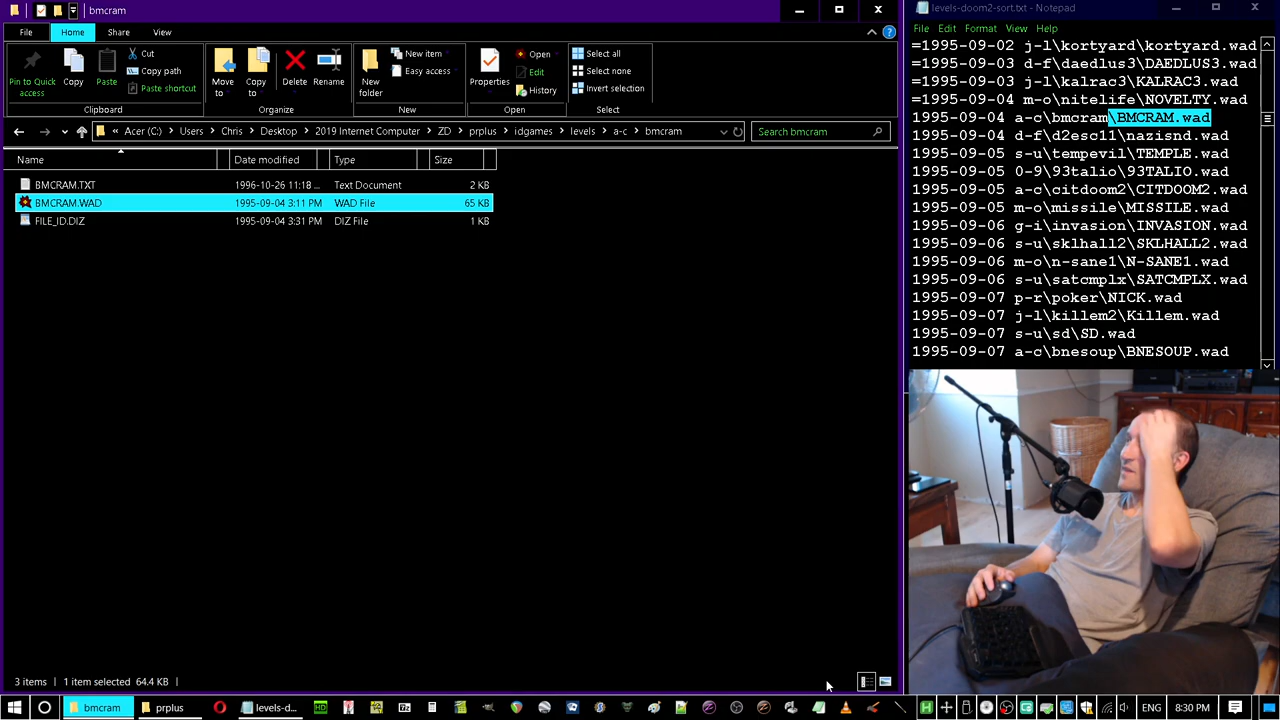 bmcram
File Home Share View
Pin to Quick access
Copy
Paste
Cut
Copy path
Paste shortcut
Clipboard
Move to
Copy to
Delete
Rename
Organize
New folder
New item
Easy access
New
Properties
Open
Edit
History
Open
Select all
Select none
Invert selection
Select
« Acer (C:) > Users > Chris > Desktop > 2019 Internet Computer > ZD > prplus > idgames > levels > a-c > bmcram
Search bmcram
Name Date modified Type Size
BMCRAM.TXT 1996-10-26 11:18 ... Text Document 2 KB
BMCRAM.WAD 1995-09-04 3:11 PM WAD File 65 KB
FILE_ID.DIZ 1995-09-04 3:31 PM DIZ File 1 KB
3 items 1 item selected 64.4 KB
levels-doom2-sort.txt - Notepad
File Edit Format View Help
=1995-09-02 j-l\kortyard\kortyard.wad
=1995-09-03 d-f\daedlus3\DAEDLUS3.wad
=1995-09-03 j-l\kalrac3\KALRAC3.wad
=1995-09-04 m-o\nitelife\NOVELTY.wad
1995-09-04 a-c\bmcram\BMCRAM.wad
1995-09-04 d-f\d2esc11\nazisnd.wad
1995-09-05 s-u\tempevil\TEMPLE.wad
1995-09-05 0-9\93talio\93TALIO.wad
1995-09-05 a-c\citdoom2\CITDOOM2.wad
1995-09-05 m-o\missile\MISSILE.wad
1995-09-06 g-i\invasion\INVASION.wad
1995-09-06 s-u\sklhall2\SKLHALL2.wad
1995-09-06 m-o\n-sane1\N-SANE1.wad
1995-09-06 s-u\satcmplx\SATCMPLX.wad
1995-09-07 p-r\poker\NICK.wad
1995-09-07 j-l\killem2\Killem.wad
1995-09-07 s-u\sd\SD.wad
1995-09-07 a-c\bnesoup\BNESOUP.wad
bmcram
prplus
levels-d...
HD
ENG
8:30 PM